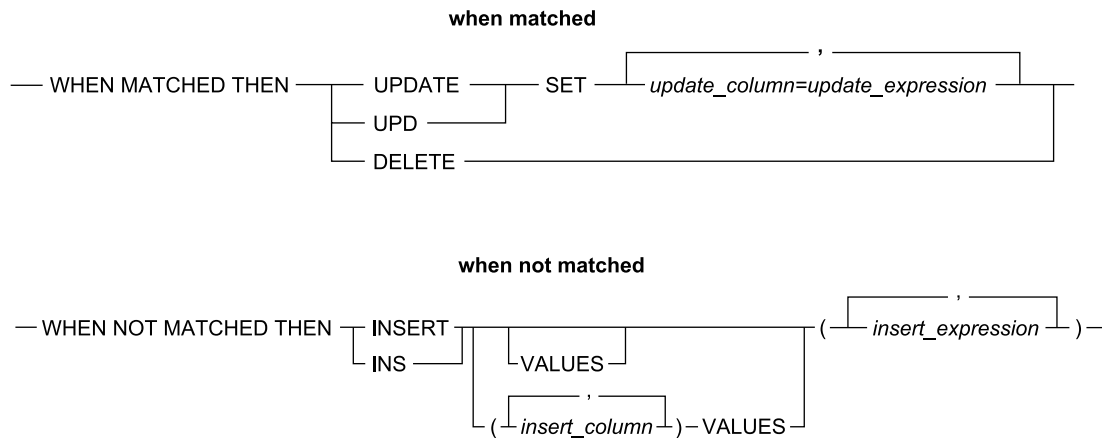 when matched
,
WHEN MATCHED THEN UPDATE SET update_column=update_expression
UPD
DELETE
when not matched
,
WHEN NOT MATCHED THEN INSERT ( insert_expression )
INS VALUES
,
( insert_column ) VALUES